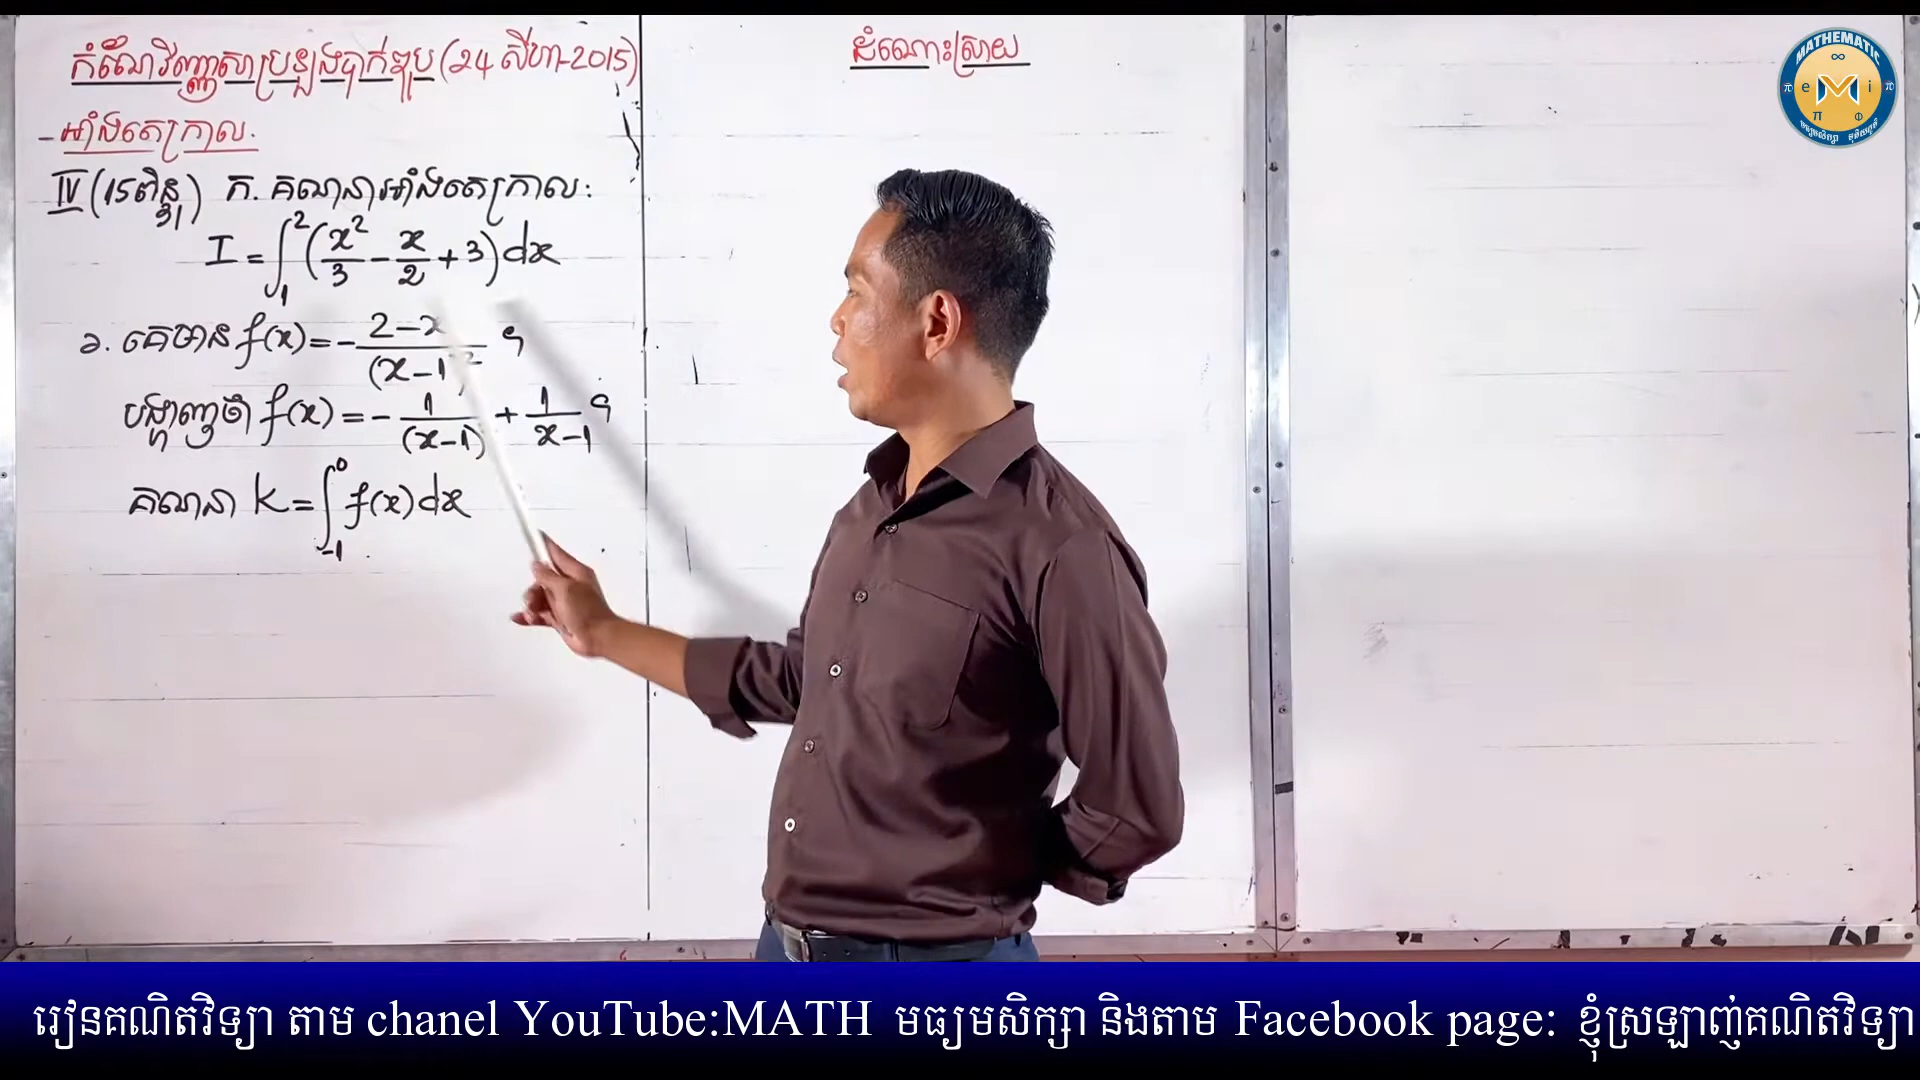 កំណែវិញ្ញាសាប្រឡងបាក់ឌុប (24 សីហា-2015)
- អាំងតេក្រាល.
IV (15ពិន្ទុ) ក. គណនាអាំងតេក្រាល:
I = ∫₁² (x²/3 - x/2 + 3) dx
ខ. គេមាន f(x) = - (2-x)/(x-1)² ។
បង្ហាញថា f(x) = - 1/(x-1) + 1/(x-1) ។
គណនា K = ∫₋₁⁰ f(x) dx
ដំណោះស្រាយ
MATHEMATIC
∞
π e M i π
π Φ
រៀនគណិតវិទ្យា តាម chanel YouTube:MATH មធ្យមសិក្សា និងតាម Facebook page: ខ្ញុំស្រឡាញ់គណិតវិទ្យា